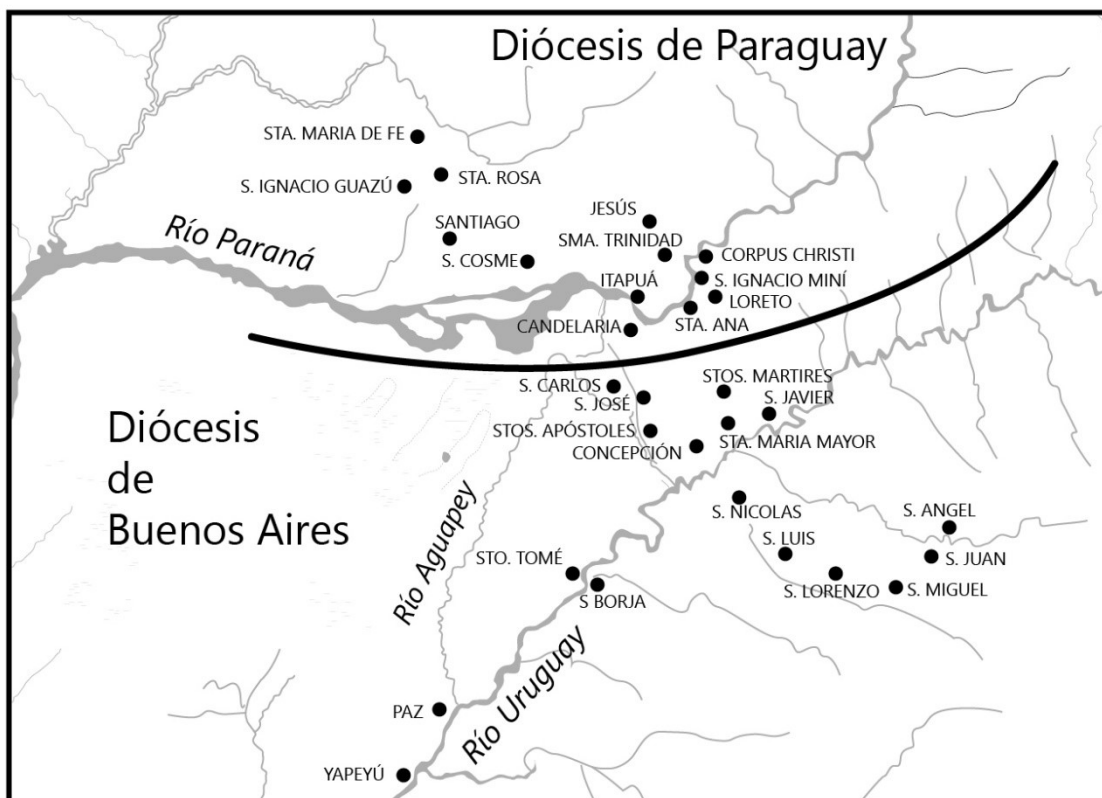 Diócesis de Paraguay
STA. MARIA DE FE
STA. ROSA
S. IGNACIO GUAZÚ
JESÚS
SANTIAGO
Río Paraná
SMA. TRINIDAD
CORPUS CHRISTI
S. COSME
S. IGNACIO MINÍ
ITAPUÁ
LORETO
STA. ANA
CANDELARIA
S. CARLOS
STOS. MARTIRES
S. JAVIER
S. JOSÉ
Diócesis
de
Buenos Aires
STOS. APÓSTOLES
STA. MARIA MAYOR
CONCEPCIÓN
Río Aguapey
S. NICOLAS
S. ANGEL
S. LUIS
S. JUAN
STO. TOMÉ
S. LORENZO
S. MIGUEL
S BORJA
Río Uruguay
PAZ
YAPEYÚ